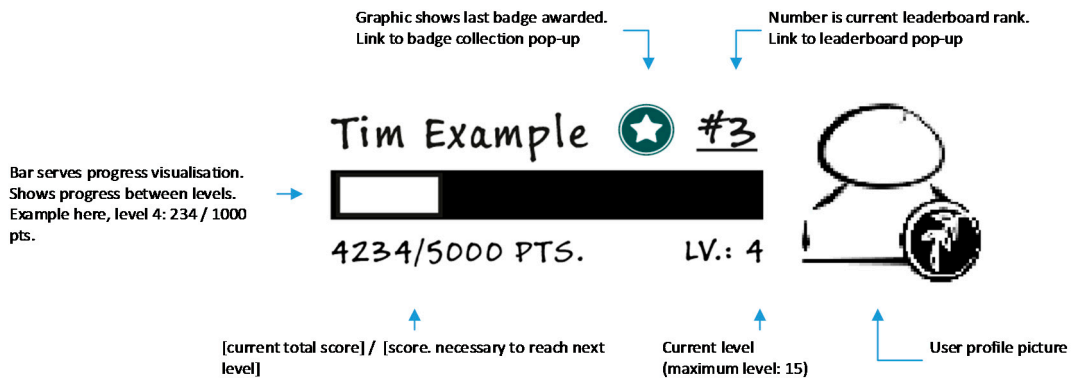 Graphic shows last badge awarded.
Link to badge collection pop-up
Number is current leaderboard rank.
Link to leaderboard pop-up
Tim Example
#3
Bar serves progress visualisation.
Shows progress between levels.
Example here, level 4: 234 / 1000
pts.
4234/5000 PTS.
LV.: 4
[current total score] / [score. necessary to reach next
level]
Current level
(maximum level: 15)
User profile picture